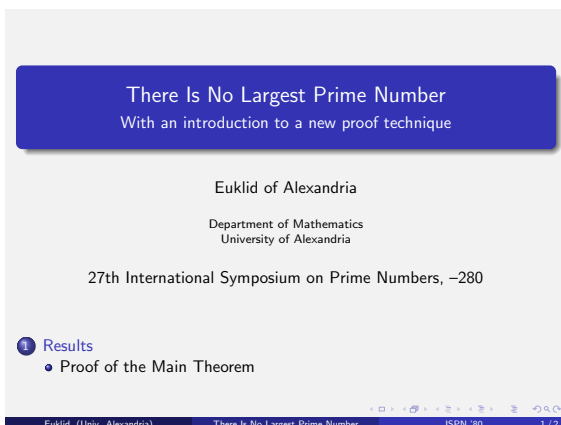 There Is No Largest Prime Number
With an introduction to a new proof technique
Euklid of Alexandria
Department of Mathematics
University of Alexandria
27th International Symposium on Prime Numbers, –280
1 Results
Proof of the Main Theorem
Euklid (Univ. Alexandria) There Is No Largest Prime Number ISPN '80 1 / 2